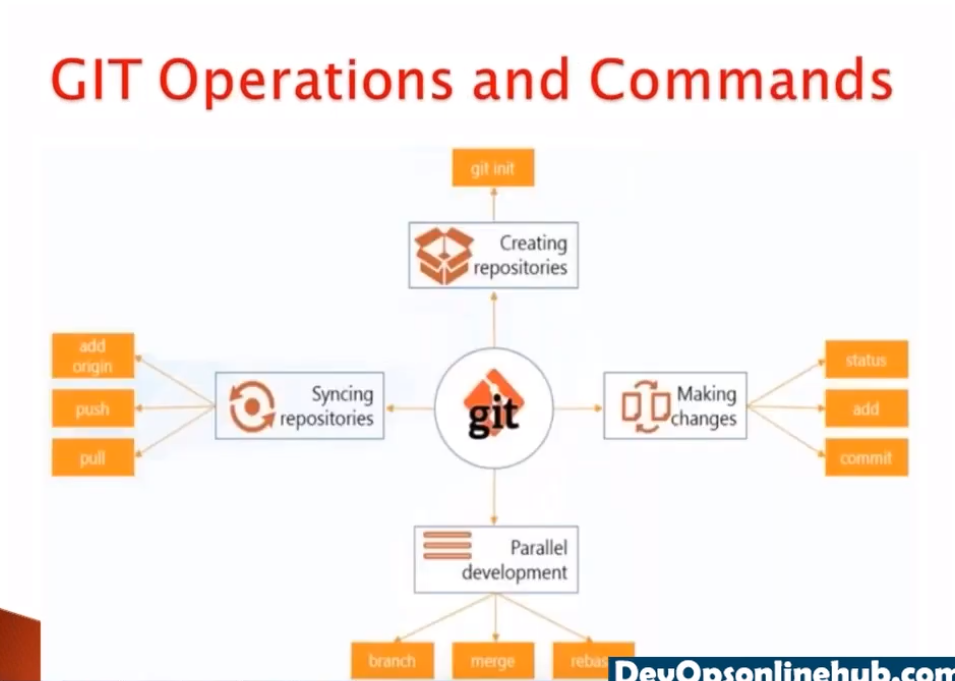 GIT Operations and Commands
git init
Creating
repositories
add
origin
push
pull
Syncing
repositories
git
Making
changes
status
add
commit
Parallel
development
branch
merge
DevOpsonlinehub.com